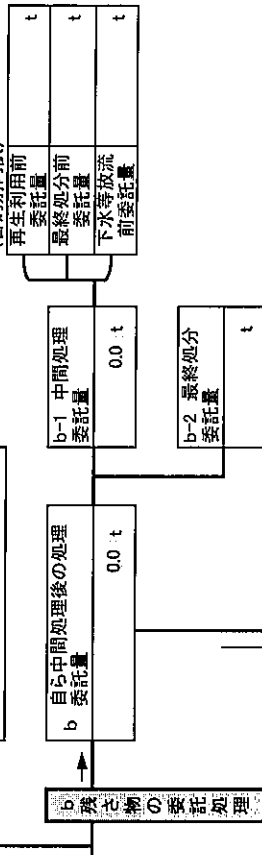 再生利用前
委託量
t
最終処分前
委託量
t
下水等放流
前委託量
t
b-1 中間処理
委託量
0.0 t
b-2 最終処分
委託量
t
自ら中間処理後の処理
b 委託量
0.0 t
b 残さ物の委託処理